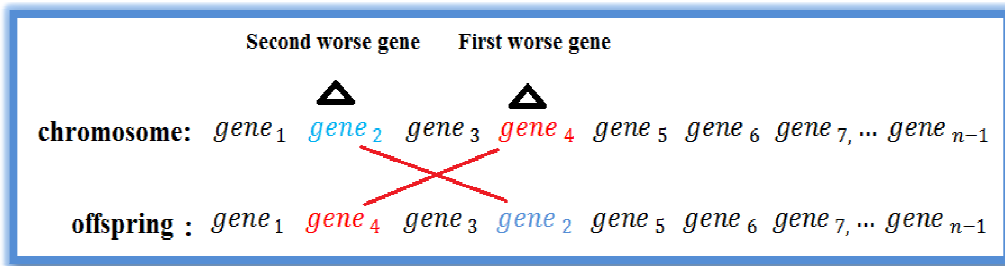 Second worse gene First worse gene
chromosome: gene 1 gene 2 gene 3 gene 4 gene 5 gene 6 gene 7, ... gene n−1
offspring : gene 1 gene 4 gene 3 gene 2 gene 5 gene 6 gene 7, ... gene n−1